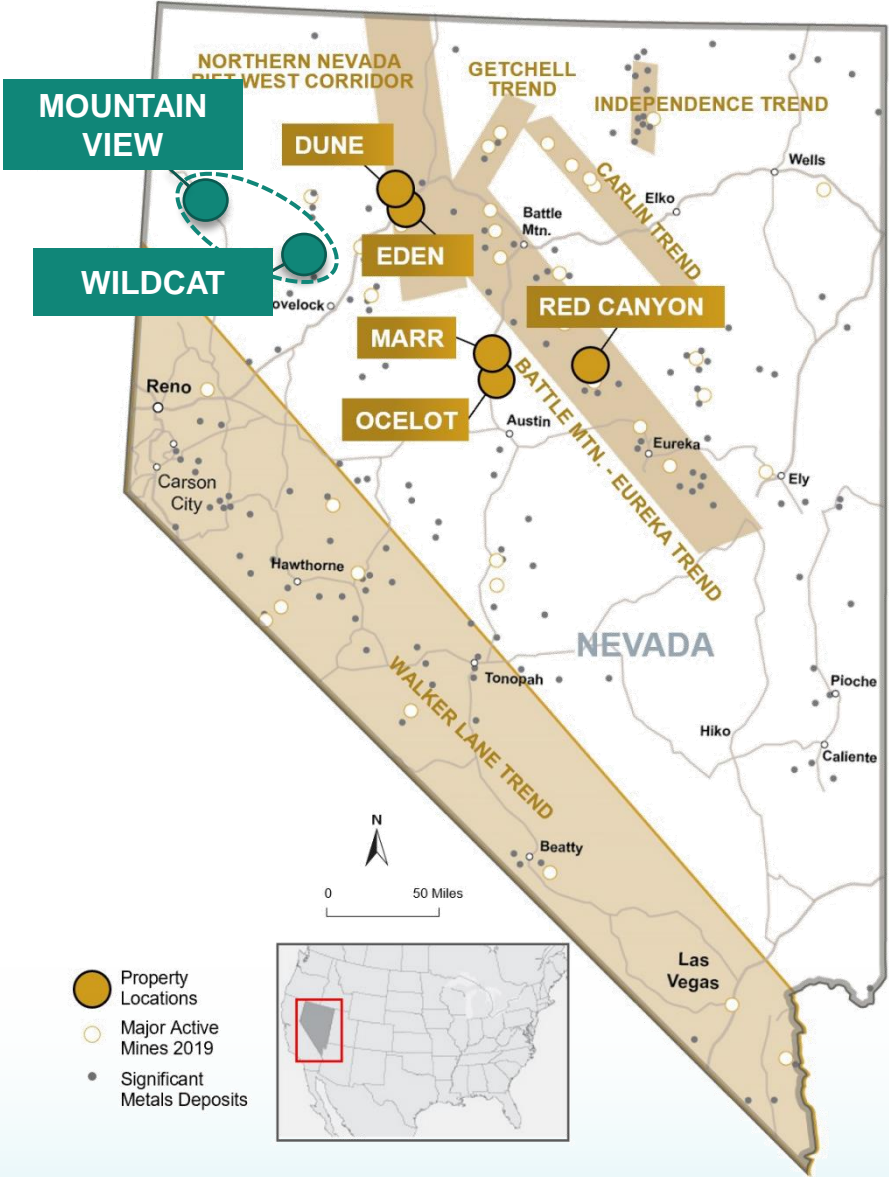 NORTHERN NEVADA
RIFT WEST CORRIDOR
GETCHELL
TREND
INDEPENDENCE TREND
MOUNTAIN
VIEW
DUNE
Wells
CARLIN TREND
Elko
Battle
Mtn.
EDEN
WILDCAT
ovelock
RED CANYON
MARR
BATTLE MTN. - EUREKA TREND
Reno
OCELOT
Austin
Eureka
Ely
Carson
City
Hawthorne
NEVADA
WALKER LANE TREND
Tonopah
Pioche
Hiko
Caliente
N
Beatty
0 50 Miles
Las
Vegas
Property
Locations
Major Active
Mines 2019
Significant
Metals Deposits